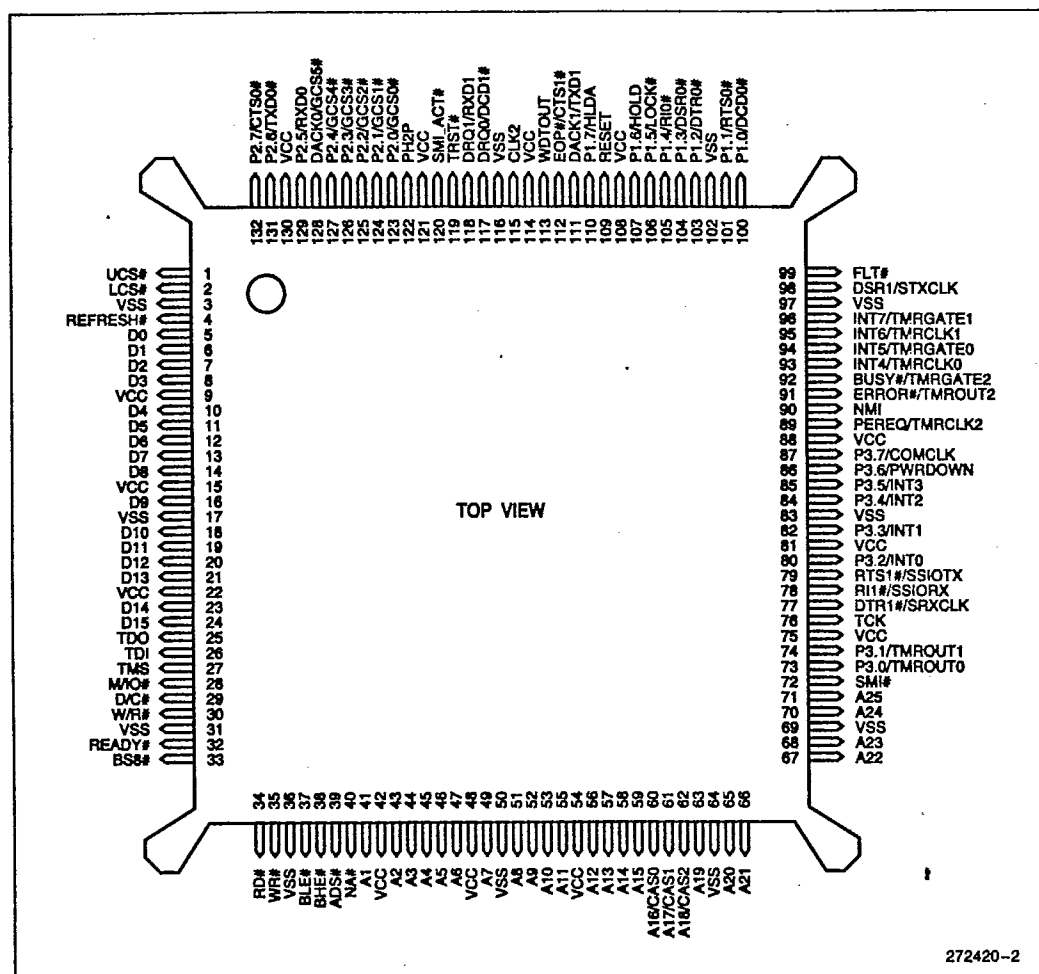 P2.7/CTS0#
P2.6/TXD0#
VCC
P2.5/RXD0
DACK0/GCS5#
P2.4/GCS4#
P2.3/GCS3#
P2.2/GCS2#
P2.1/GCS1#
P2.0/GCS0#
PH2P
VCC
SMI_ACT#
TRST#
DRQ1/RXD1
DRQ0/DCD1#
VSS
CLK2
VCC
WDTOUT
EOP#/CTS1#
DACK1/TXD1
P1.7/HLDA
RESET
VCC
P1.6/HOLD
P1.5/LOCK#
P1.4/RI0#
P1.3/DSR0#
P1.2/DTR0#
VSS
P1.1/RTS0#
P1.0/DCD0#
132 131 130 129 128 127 126 125 124 123 122 121 120 119 118 117 116 115 114 113 112 111 110 109 108 107 106 105 104 103 102 101 100
UCS# 1
LCS# 2
VSS 3
REFRESH# 4
D0 5
D1 6
D2 7
D3 8
VCC 9
D4 10
D5 11
D6 12
D7 13
D8 14
VCC 15
D9 16
VSS 17
D10 18
D11 19
D12 20
D13 21
VCC 22
D14 23
D15 24
TDO 25
TDI 26
TMS 27
M/IO# 28
D/C# 29
W/R# 30
VSS 31
READY# 32
BS8# 33
TOP VIEW
99 FLT#
98 DSR1/STXCLK
97 VSS
96 INT7/TMRGATE1
95 INT6/TMRCLK1
94 INT5/TMRGATE0
93 INT4/TMRCLK0
92 BUSY#/TMRGATE2
91 ERROR#/TMROUT2
90 NMI
89 PEREQ/TMRCLK2
88 VCC
87 P3.7/COMCLK
86 P3.6/PWRDOWN
85 P3.5/INT3
84 P3.4/INT2
83 VSS
82 P3.3/INT1
81 VCC
80 P3.2/INT0
79 RTS1#/SSIOTX
78 RI1#/SSIORX
77 DTR1#/SRXCLK
76 TCK
75 VCC
74 P3.1/TMROUT1
73 P3.0/TMROUT0
72 SMI#
71 A25
70 A24
69 VSS
68 A23
67 A22
34 35 36 37 38 39 40 41 42 43 44 45 46 47 48 49 50 51 52 53 55 54 56 57 58 59 60 61 62 63 64 65 66
RD#
WR#
VSS
BLE#
BHE#
ADS#
NA#
A1
VCC
A2
A3
A4
A5
A6
VCC
A7
VSS
A8
A9
A10
A11
VCC
A12
A13
A14
A15
A16/CAS0
A17/CAS1
A18/CAS2
A19
VSS
A20
A21
272420-2